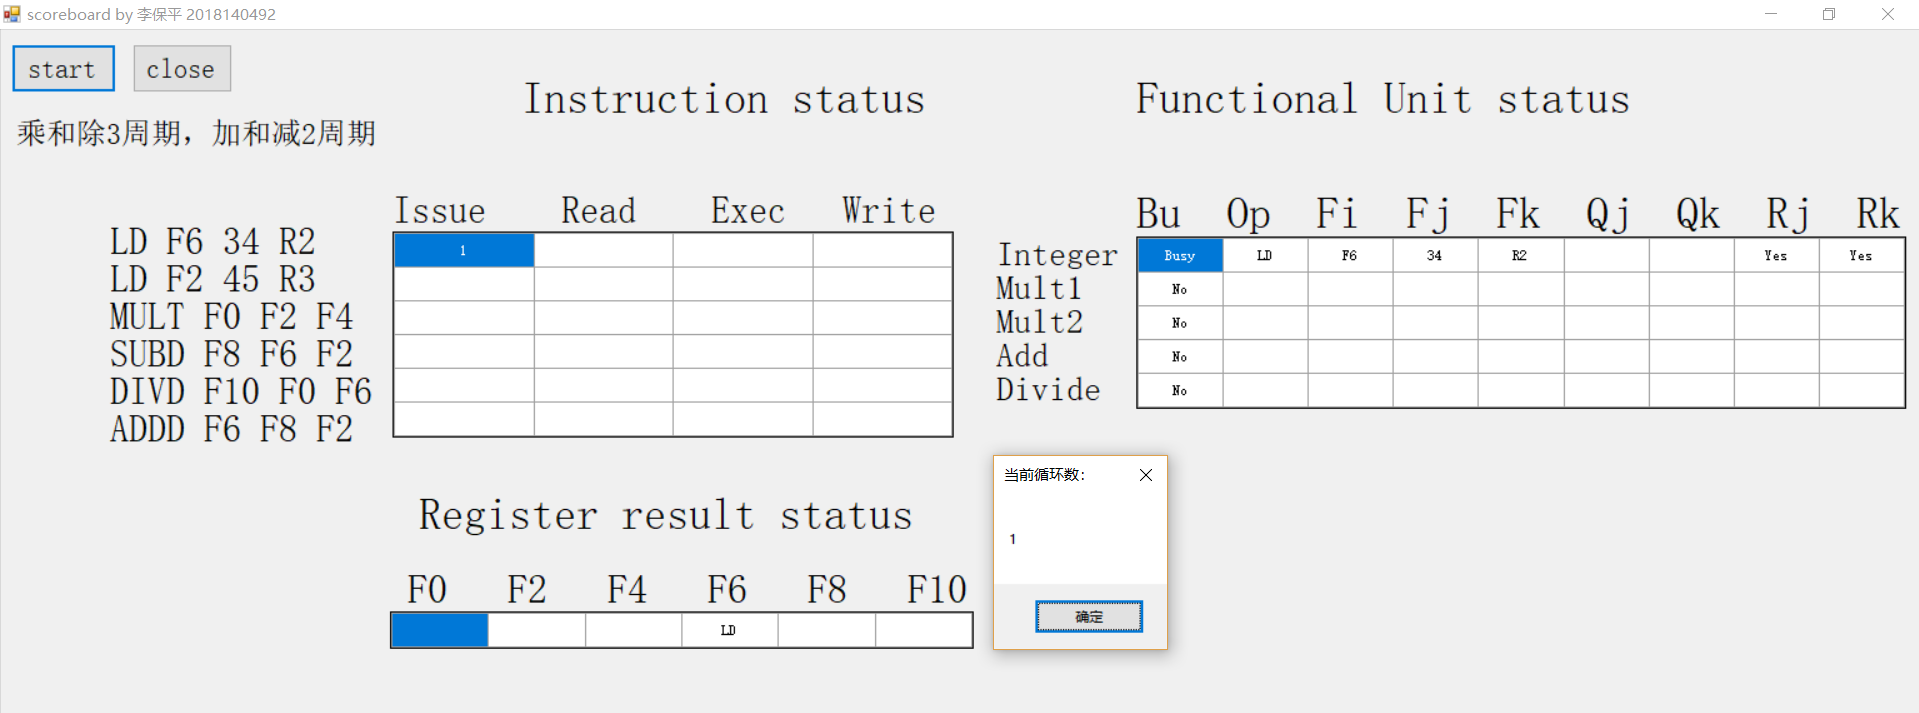 scoreboard by 李保平 2018140492
start close
乘和除3周期，加和减2周期
Instruction status
Issue Read Exec Write
LD F6 34 R2 1
LD F2 45 R3
MULT F0 F2 F4
SUBD F8 F6 F2
DIVD F10 F0 F6
ADDD F6 F8 F2
Functional Unit status
Bu Op Fi Fj Fk Qj Qk Rj Rk
Integer Busy LD F6 34 R2 Yes Yes
Mult1 No
Mult2 No
Add No
Divide No
Register result status
F0 F2 F4 F6 F8 F10
LD
当前循环数：
1
确定